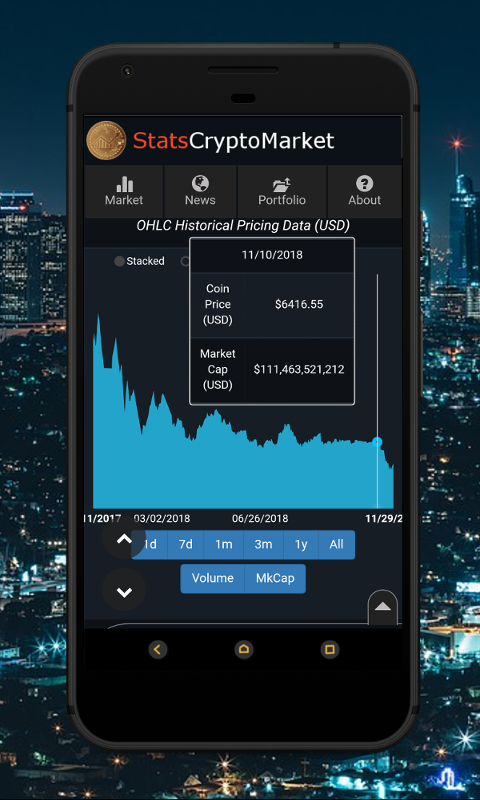 StatsCryptoMarket
Market News Portfolio About
OHLC Historical Pricing Data (USD)
Stacked
11/10/2018
Coin
Price
(USD)
$6416.55
Market
Cap
(USD)
$111,463,521,212
11/2017 03/02/2018 06/26/2018 11/29/2
1d 7d 1m 3m 1y All
Volume MkCap